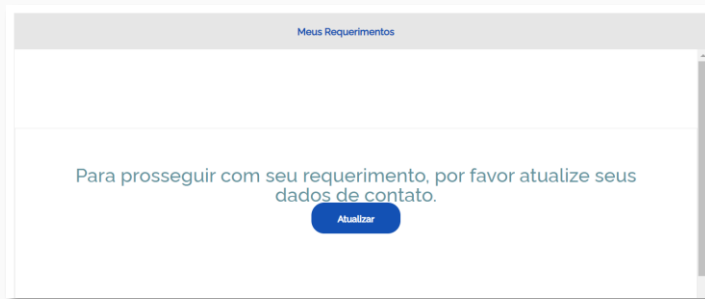 Meus Requerimentos
Para prosseguir com seu requerimento, por favor atualize seus
dados de contato.
Atualizar